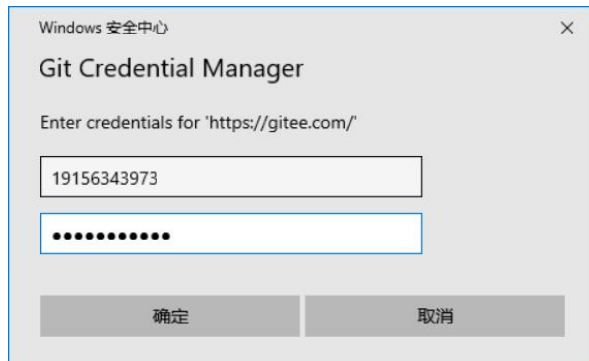 Windows 安全中心
Git Credential Manager
Enter credentials for 'https://gitee.com/'
19156343973
●●●●●●●●●●●
确定 取消